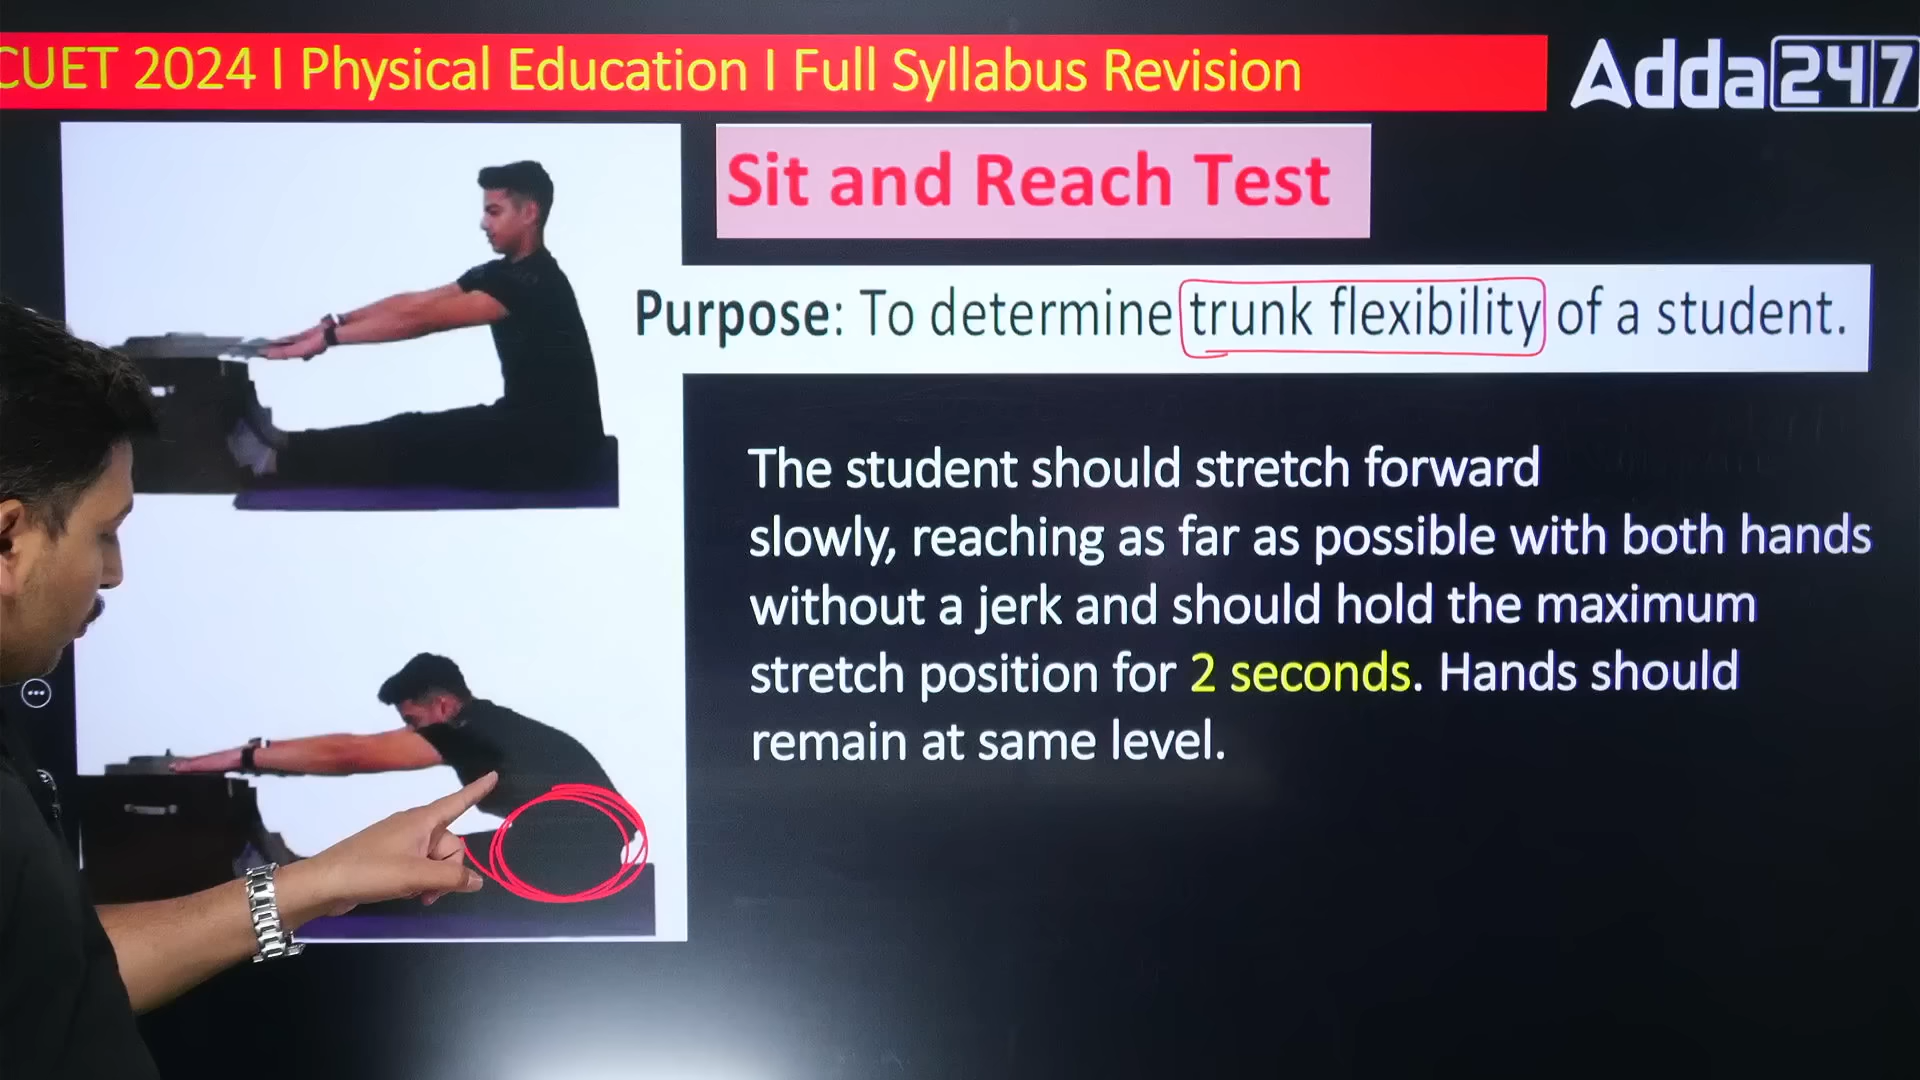 CUET 2024 I Physical Education I Full Syllabus Revision
Adda247
Sit and Reach Test
Purpose: To determine trunk flexibility of a student.
The student should stretch forward
slowly, reaching as far as possible with both hands
without a jerk and should hold the maximum
stretch position for 2 seconds. Hands should
remain at same level.